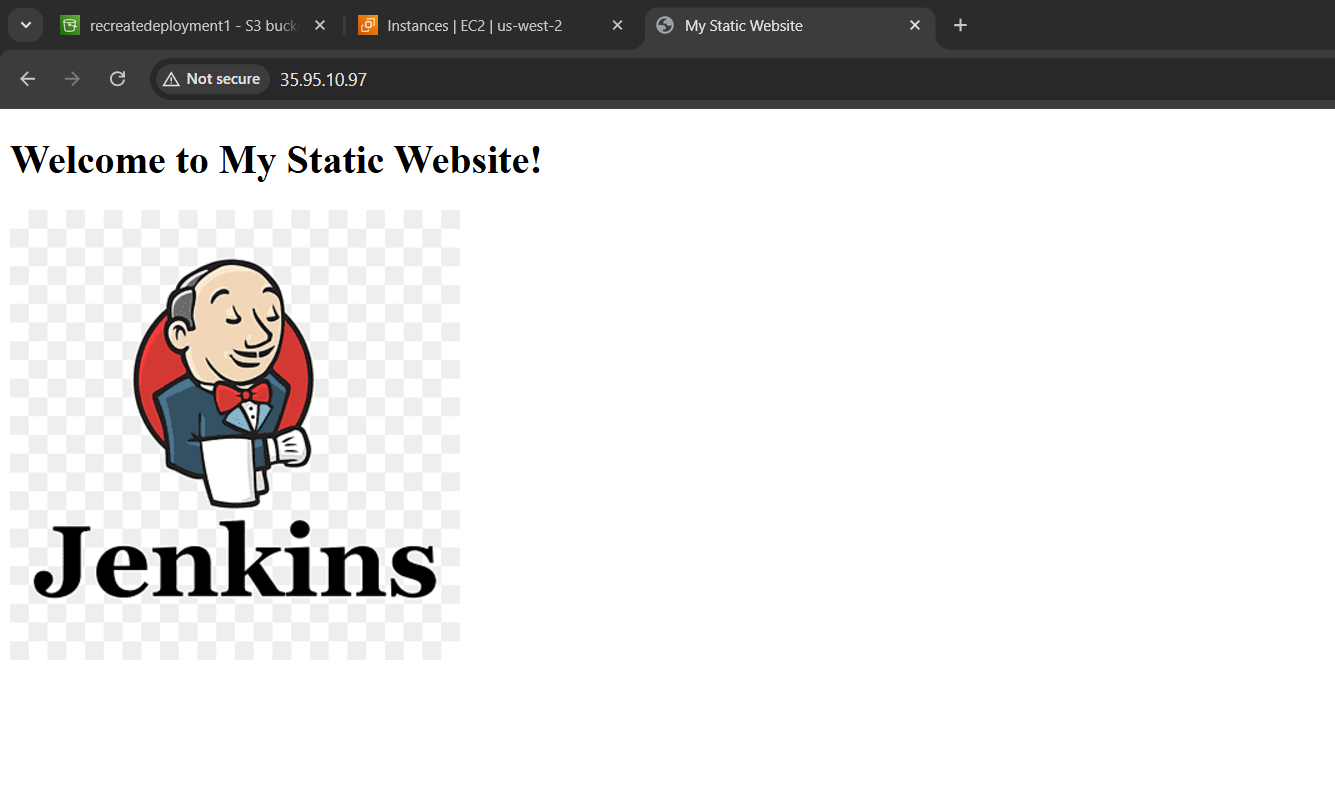 recreatedeployment1 - S3 buck
Instances | EC2 | us-west-2
My Static Website
Not secure
35.95.10.97
Welcome to My Static Website!
Jenkins